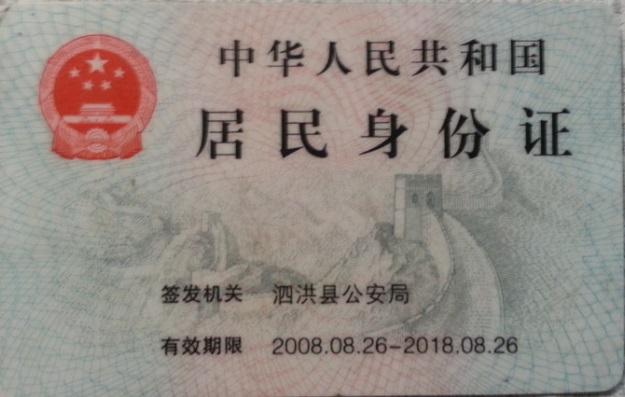 中华人民共和国
居民身份证
签发机关 泗洪县公安局
有效期限 2008.08.26-2018.08.26